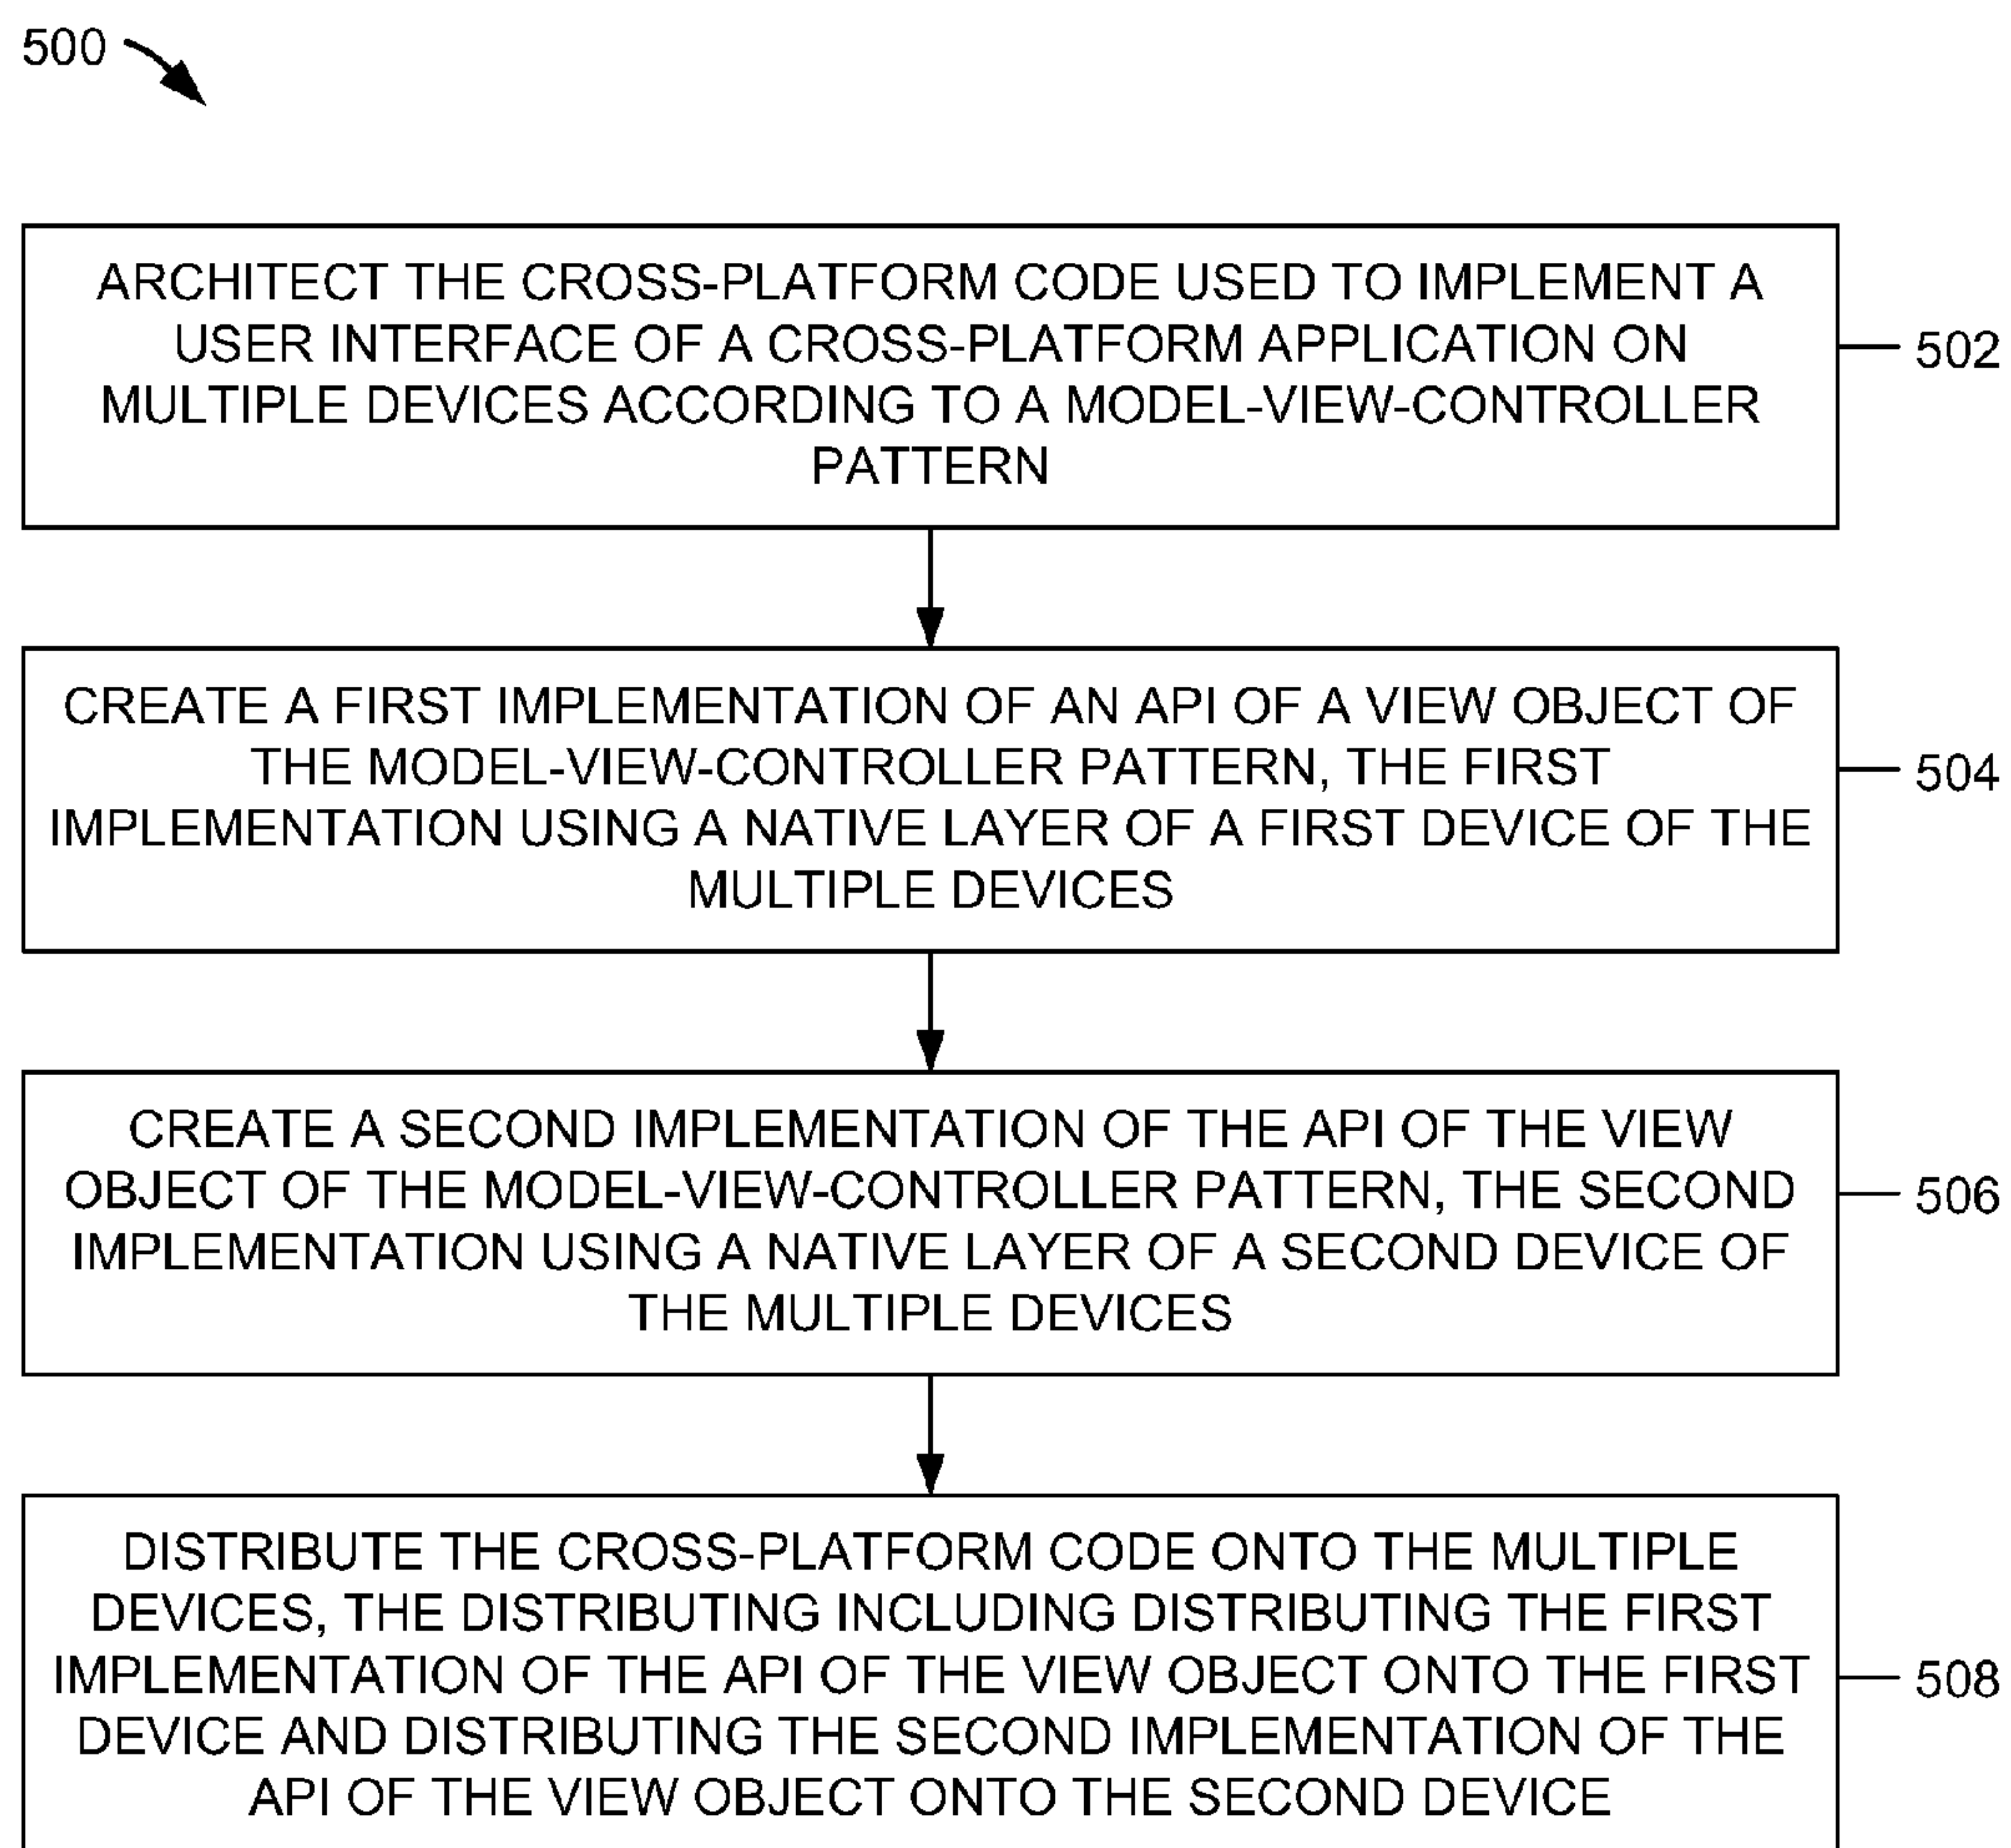 500
ARCHITECT THE CROSS-PLATFORM CODE USED TO IMPLEMENT A
USER INTERFACE OF A CROSS-PLATFORM APPLICATION ON
MULTIPLE DEVICES ACCORDING TO A MODEL-VIEW-CONTROLLER
PATTERN
502
CREATE A FIRST IMPLEMENTATION OF AN API OF A VIEW OBJECT OF
THE MODEL-VIEW-CONTROLLER PATTERN, THE FIRST
IMPLEMENTATION USING A NATIVE LAYER OF A FIRST DEVICE OF THE
MULTIPLE DEVICES
504
CREATE A SECOND IMPLEMENTATION OF THE API OF THE VIEW
OBJECT OF THE MODEL-VIEW-CONTROLLER PATTERN, THE SECOND
IMPLEMENTATION USING A NATIVE LAYER OF A SECOND DEVICE OF
THE MULTIPLE DEVICES
506
DISTRIBUTE THE CROSS-PLATFORM CODE ONTO THE MULTIPLE
DEVICES, THE DISTRIBUTING INCLUDING DISTRIBUTING THE FIRST
IMPLEMENTATION OF THE API OF THE VIEW OBJECT ONTO THE FIRST
DEVICE AND DISTRIBUTING THE SECOND IMPLEMENTATION OF THE
API OF THE VIEW OBJECT ONTO THE SECOND DEVICE
508